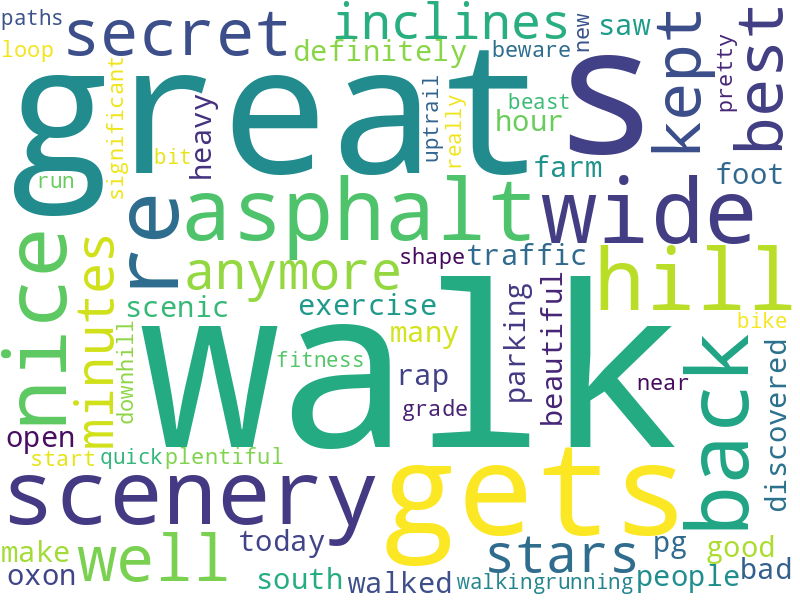 paths
secret
inclines
saw
new
kept
pretty
best
loop
definitely
beware
great
s
significant
bit
heavy
uptrail
really
beast
hour
farm
foot
run
re
asphalt
wide
nice
minutes
anymore
shape
traffic
hill
scenic
exercise
many
parking
beautiful
bike
downhill
walk
fitness
rap
grade
near
back
discovered
open
start
quick
plentiful
scenery
gets
make
well
today
stars
pg
good
oxon
south
walked
walkingrunning
people
bad